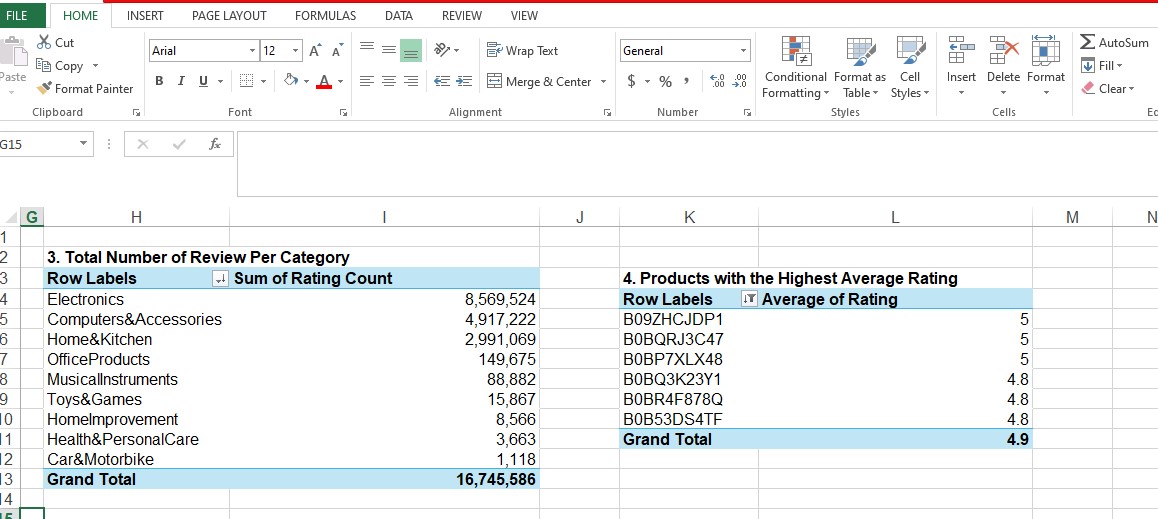 FILE HOME INSERT PAGE LAYOUT FORMULAS DATA REVIEW VIEW
Cut
Copy
Paste
Format Painter
Clipboard
Arial 12 A A
B I U A
Font
Wrap Text
Merge & Center
Alignment
General
$ % , .0 .00 .00 .0
Number
Conditional Formatting
Format as Table
Cell Styles
Styles
Insert Delete Format
Cells
AutoSum
Fill
Clear
G15 fx
G H I J K L M N
1
2 3. Total Number of Review Per Category
3 Row Labels Sum of Rating Count 4. Products with the Highest Average Rating
4 Electronics 8,569,524 Row Labels Average of Rating
5 Computers&Accessories 4,917,222 B09ZHCJDP1 5
6 Home&Kitchen 2,991,069 B0BQRJ3C47 5
7 OfficeProducts 149,675 B0BP7XLX48 5
8 MusicalInstruments 88,882 B0BQ3K23Y1 4.8
9 Toys&Games 15,867 B0BR4F878Q 4.8
10 HomeImprovement 8,566 B0B53DS4TF 4.8
11 Health&PersonalCare 3,663 Grand Total 4.9
12 Car&Motorbike 1,118
13 Grand Total 16,745,586
14
15